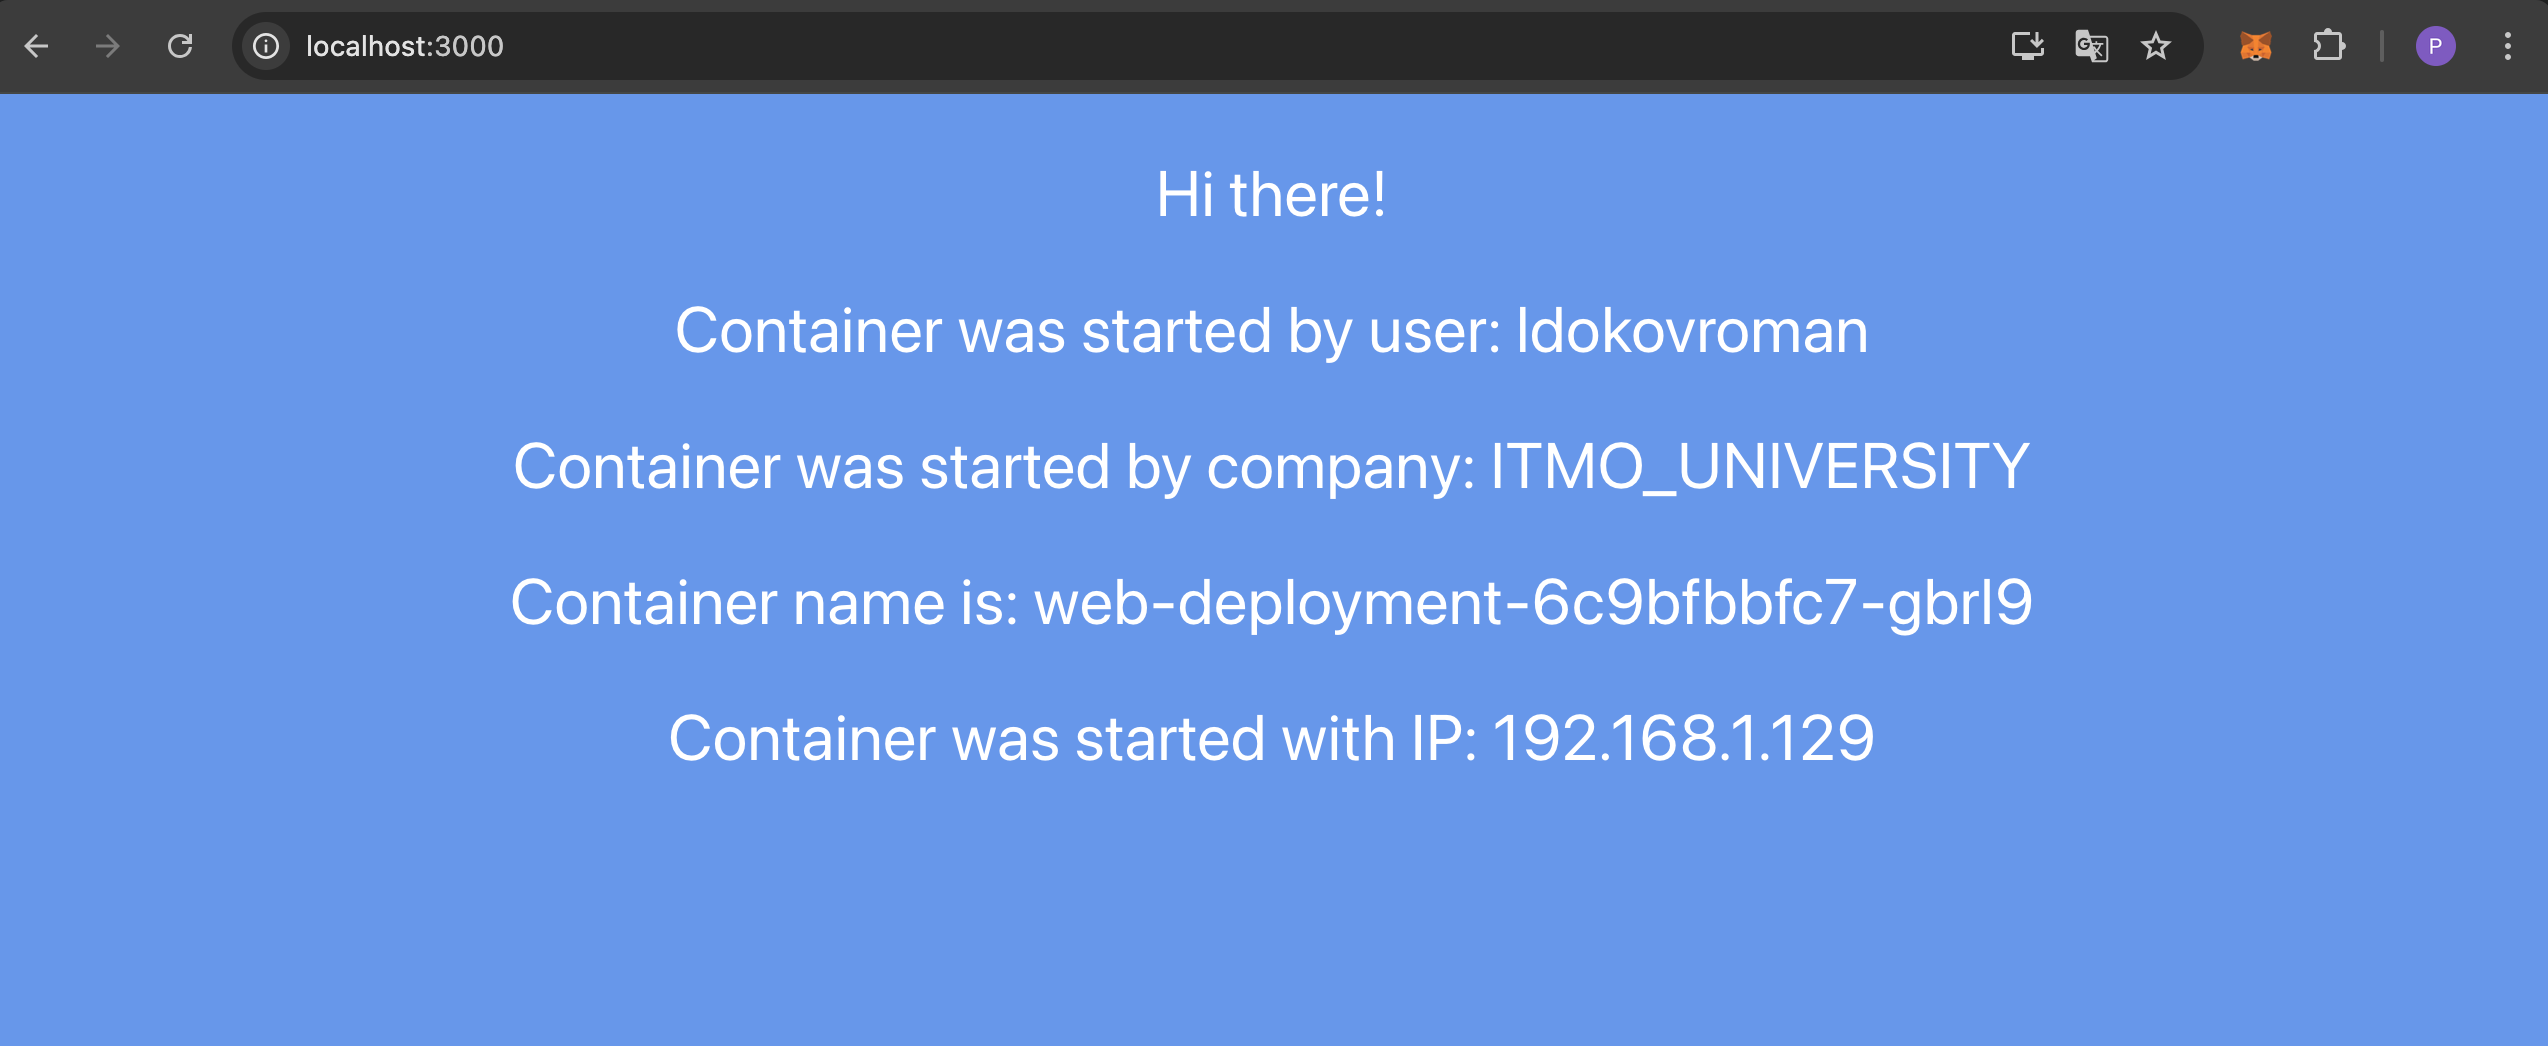 localhost:3000
P
Hi there!
Container was started by user: ldokovroman
Container was started by company: ITMO_UNIVERSITY
Container name is: web-deployment-6c9bfbbfc7-gbrl9
Container was started with IP: 192.168.1.129